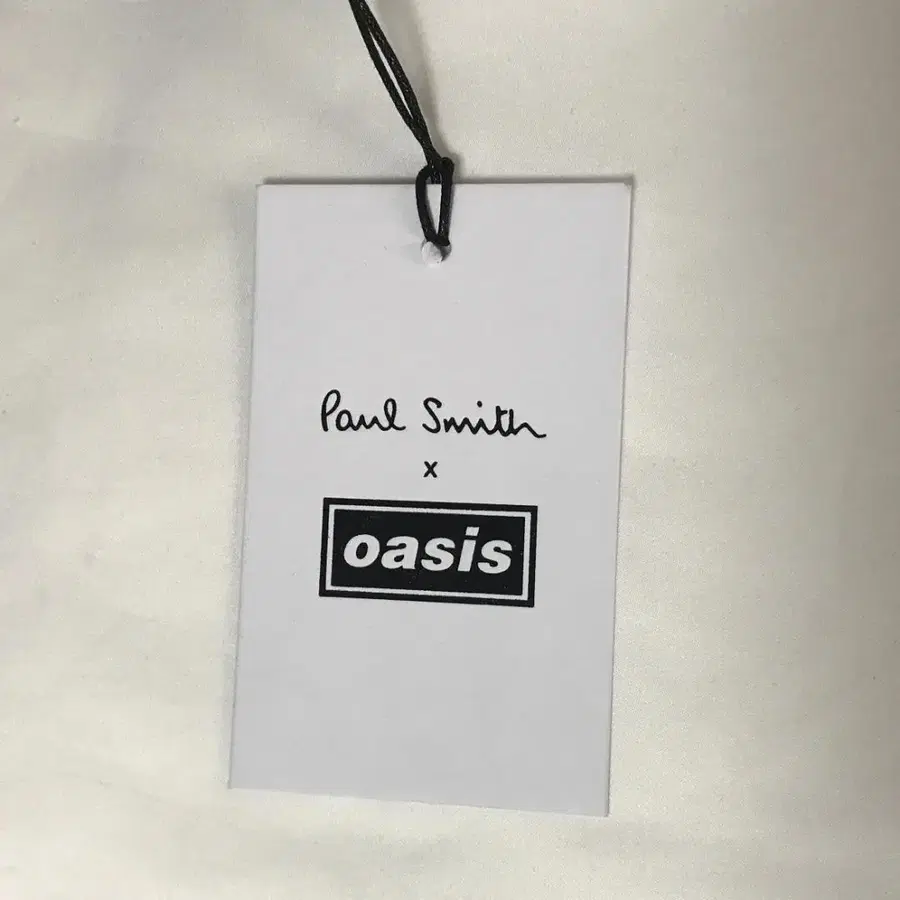 Paul Smith
x
oasis